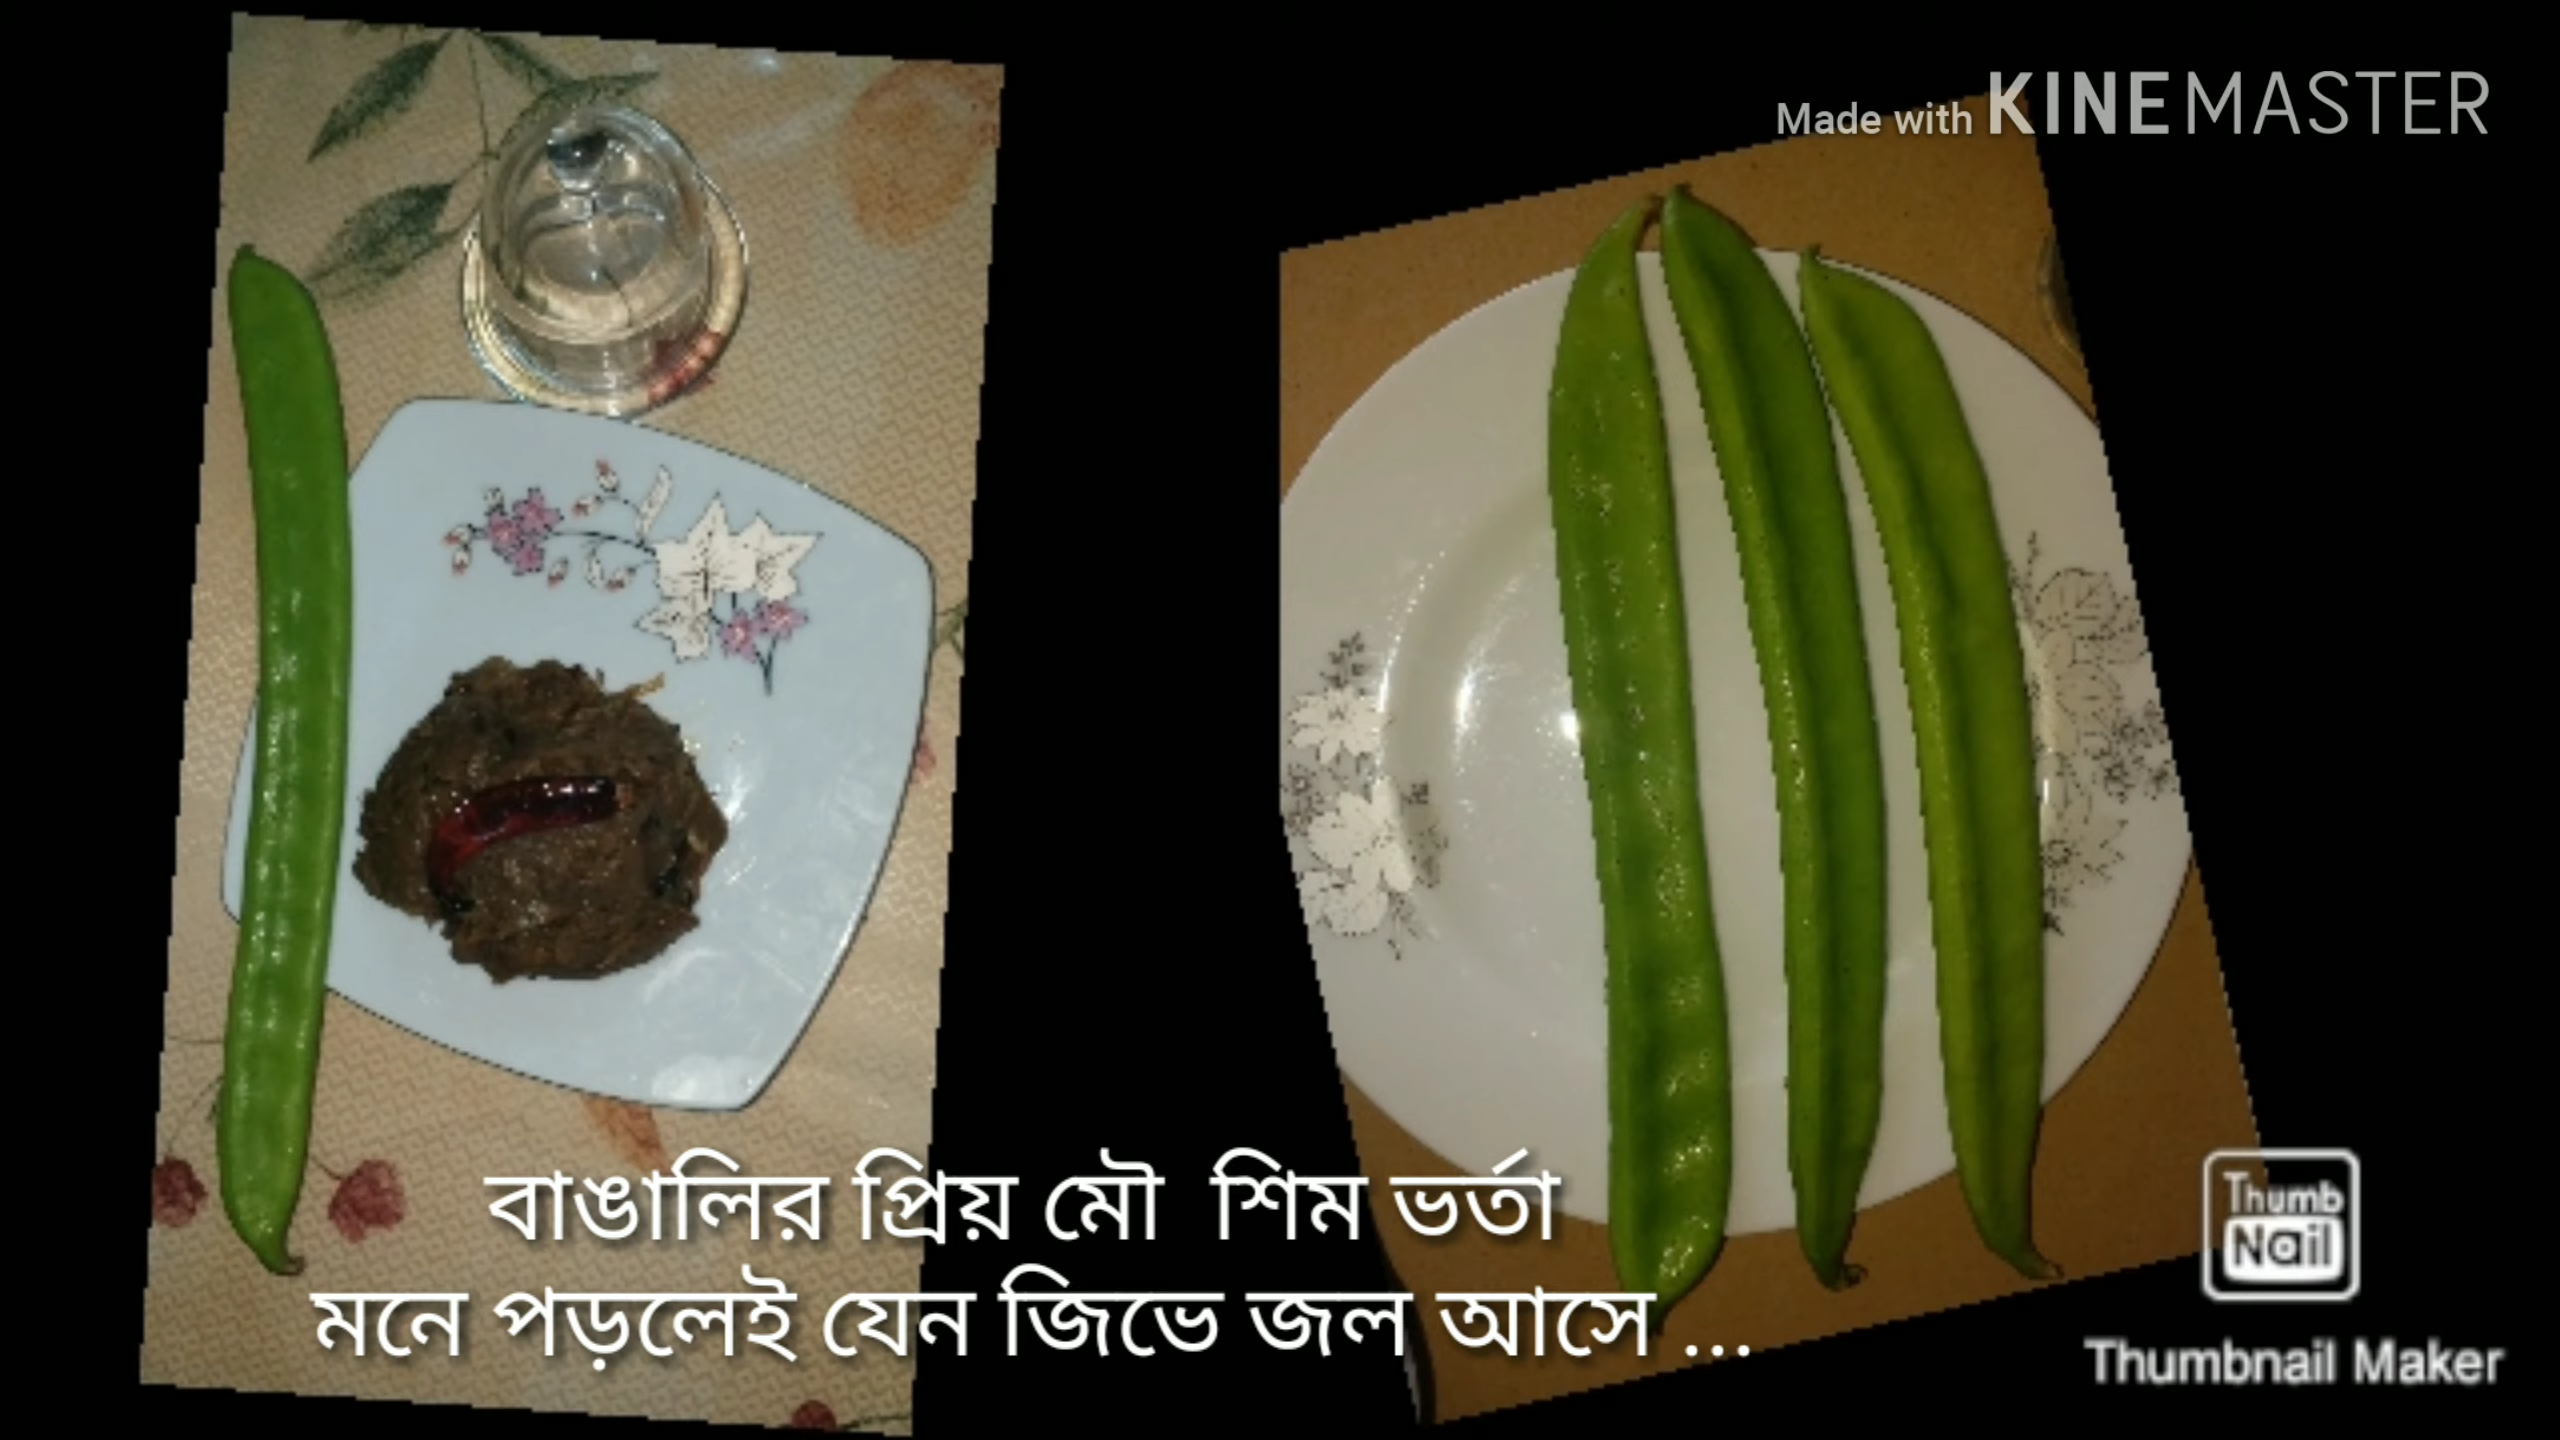 Made with KINEMASTER
বাঙালির প্রিয় মৌ শিম ভর্তা
মনে পড়লেই যেন জিভে জল আসে ...
Thumb
Nail
Thumbnail Maker